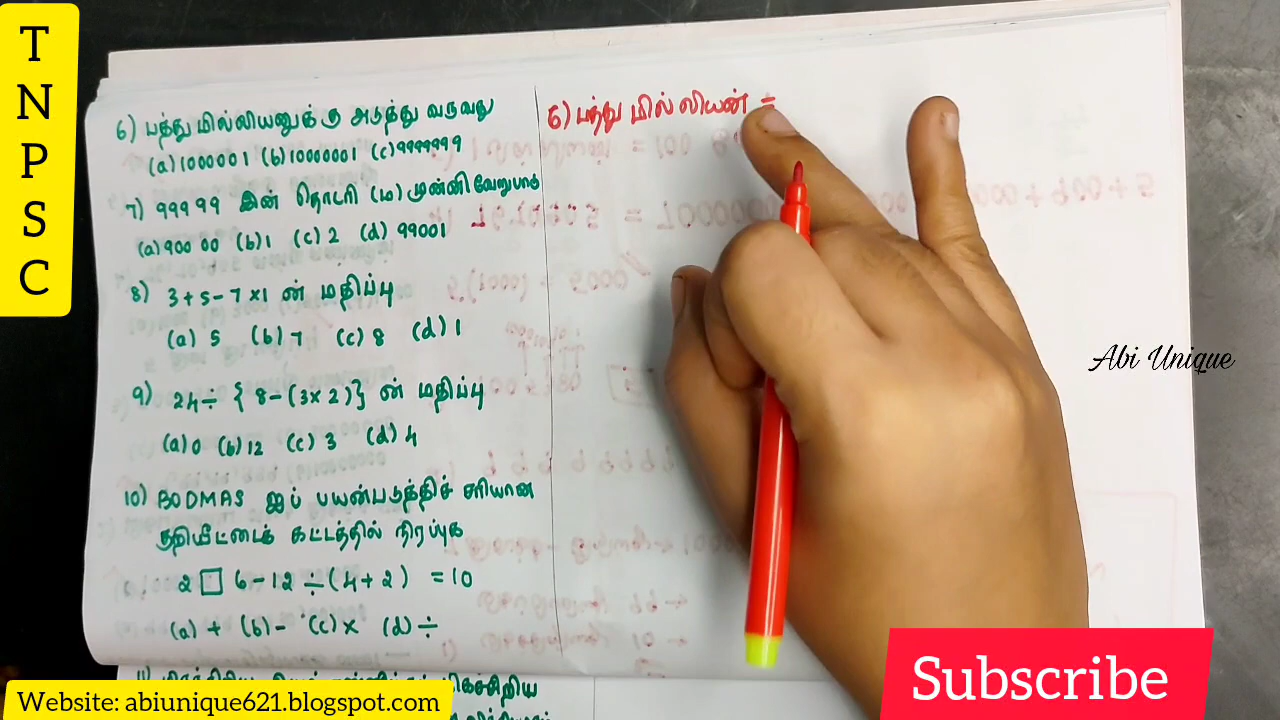 T
N
P
S
C
6) பத்து மில்லியனுக்கு அடுத்து வருவது
(a) 1000001 (b) 10000001 (c) 9999999
7) 99999 இன் தொடரி (ம) முன்னி வேறுபாடு
(a) 90000 (b) 1 (c) 2 (d) 99001
8) 3+5-7×1 ன் மதிப்பு
(a) 5 (b) 7 (c) 8 (d) 1
9) 24÷ {8-(3×2)} ன் மதிப்பு
(a) 0 (b) 12 (c) 3 (d) 4
10) BODMAS ஐப் பயன்படுத்திச் சரியான
குறியீட்டைக் கட்டத்தில் நிரப்புக
2 □ 6-12 ÷(4+2) =10
(a) + (b) - (c) × (d) ÷
6) பத்து மில்லியன் =
Abi Unique
Subscribe
Website: abiunique621.blogspot.com